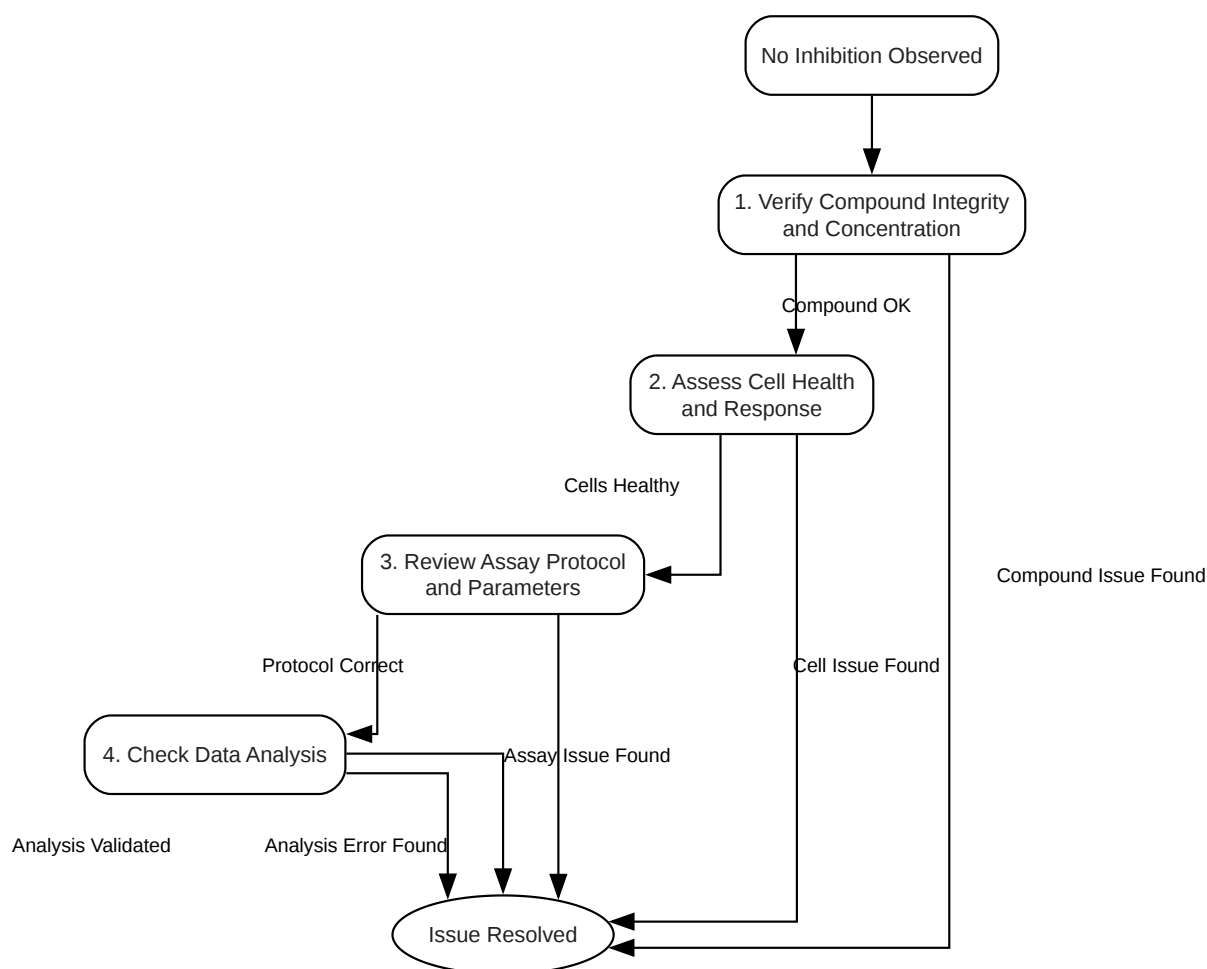 No Inhibition Observed
1. Verify Compound Integrity
and Concentration
Compound OK
2. Assess Cell Health
and Response
Cells Healthy
3. Review Assay Protocol
and Parameters
Compound Issue Found
Protocol Correct
Cell Issue Found
4. Check Data Analysis
Assay Issue Found
Analysis Validated
Analysis Error Found
Issue Resolved